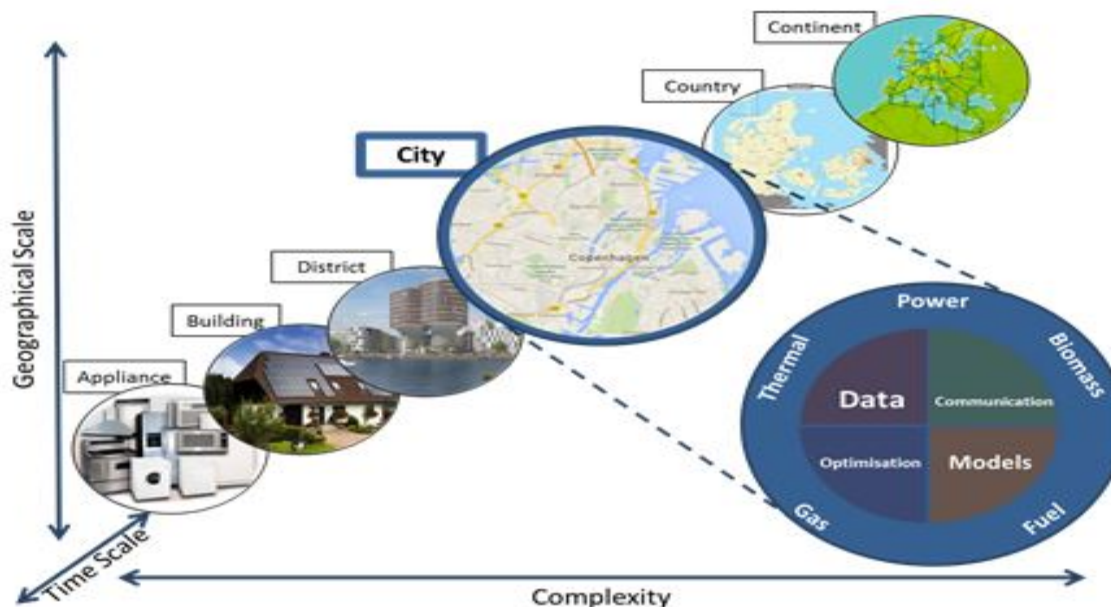 Continent
Country
City
District
Building
Appliance
Geographical Scale
Time Scale
Complexity
Copenhagen
Power
Thermal
Biomass
Data
Communication
Optimisation
Models
Gas
Fuel